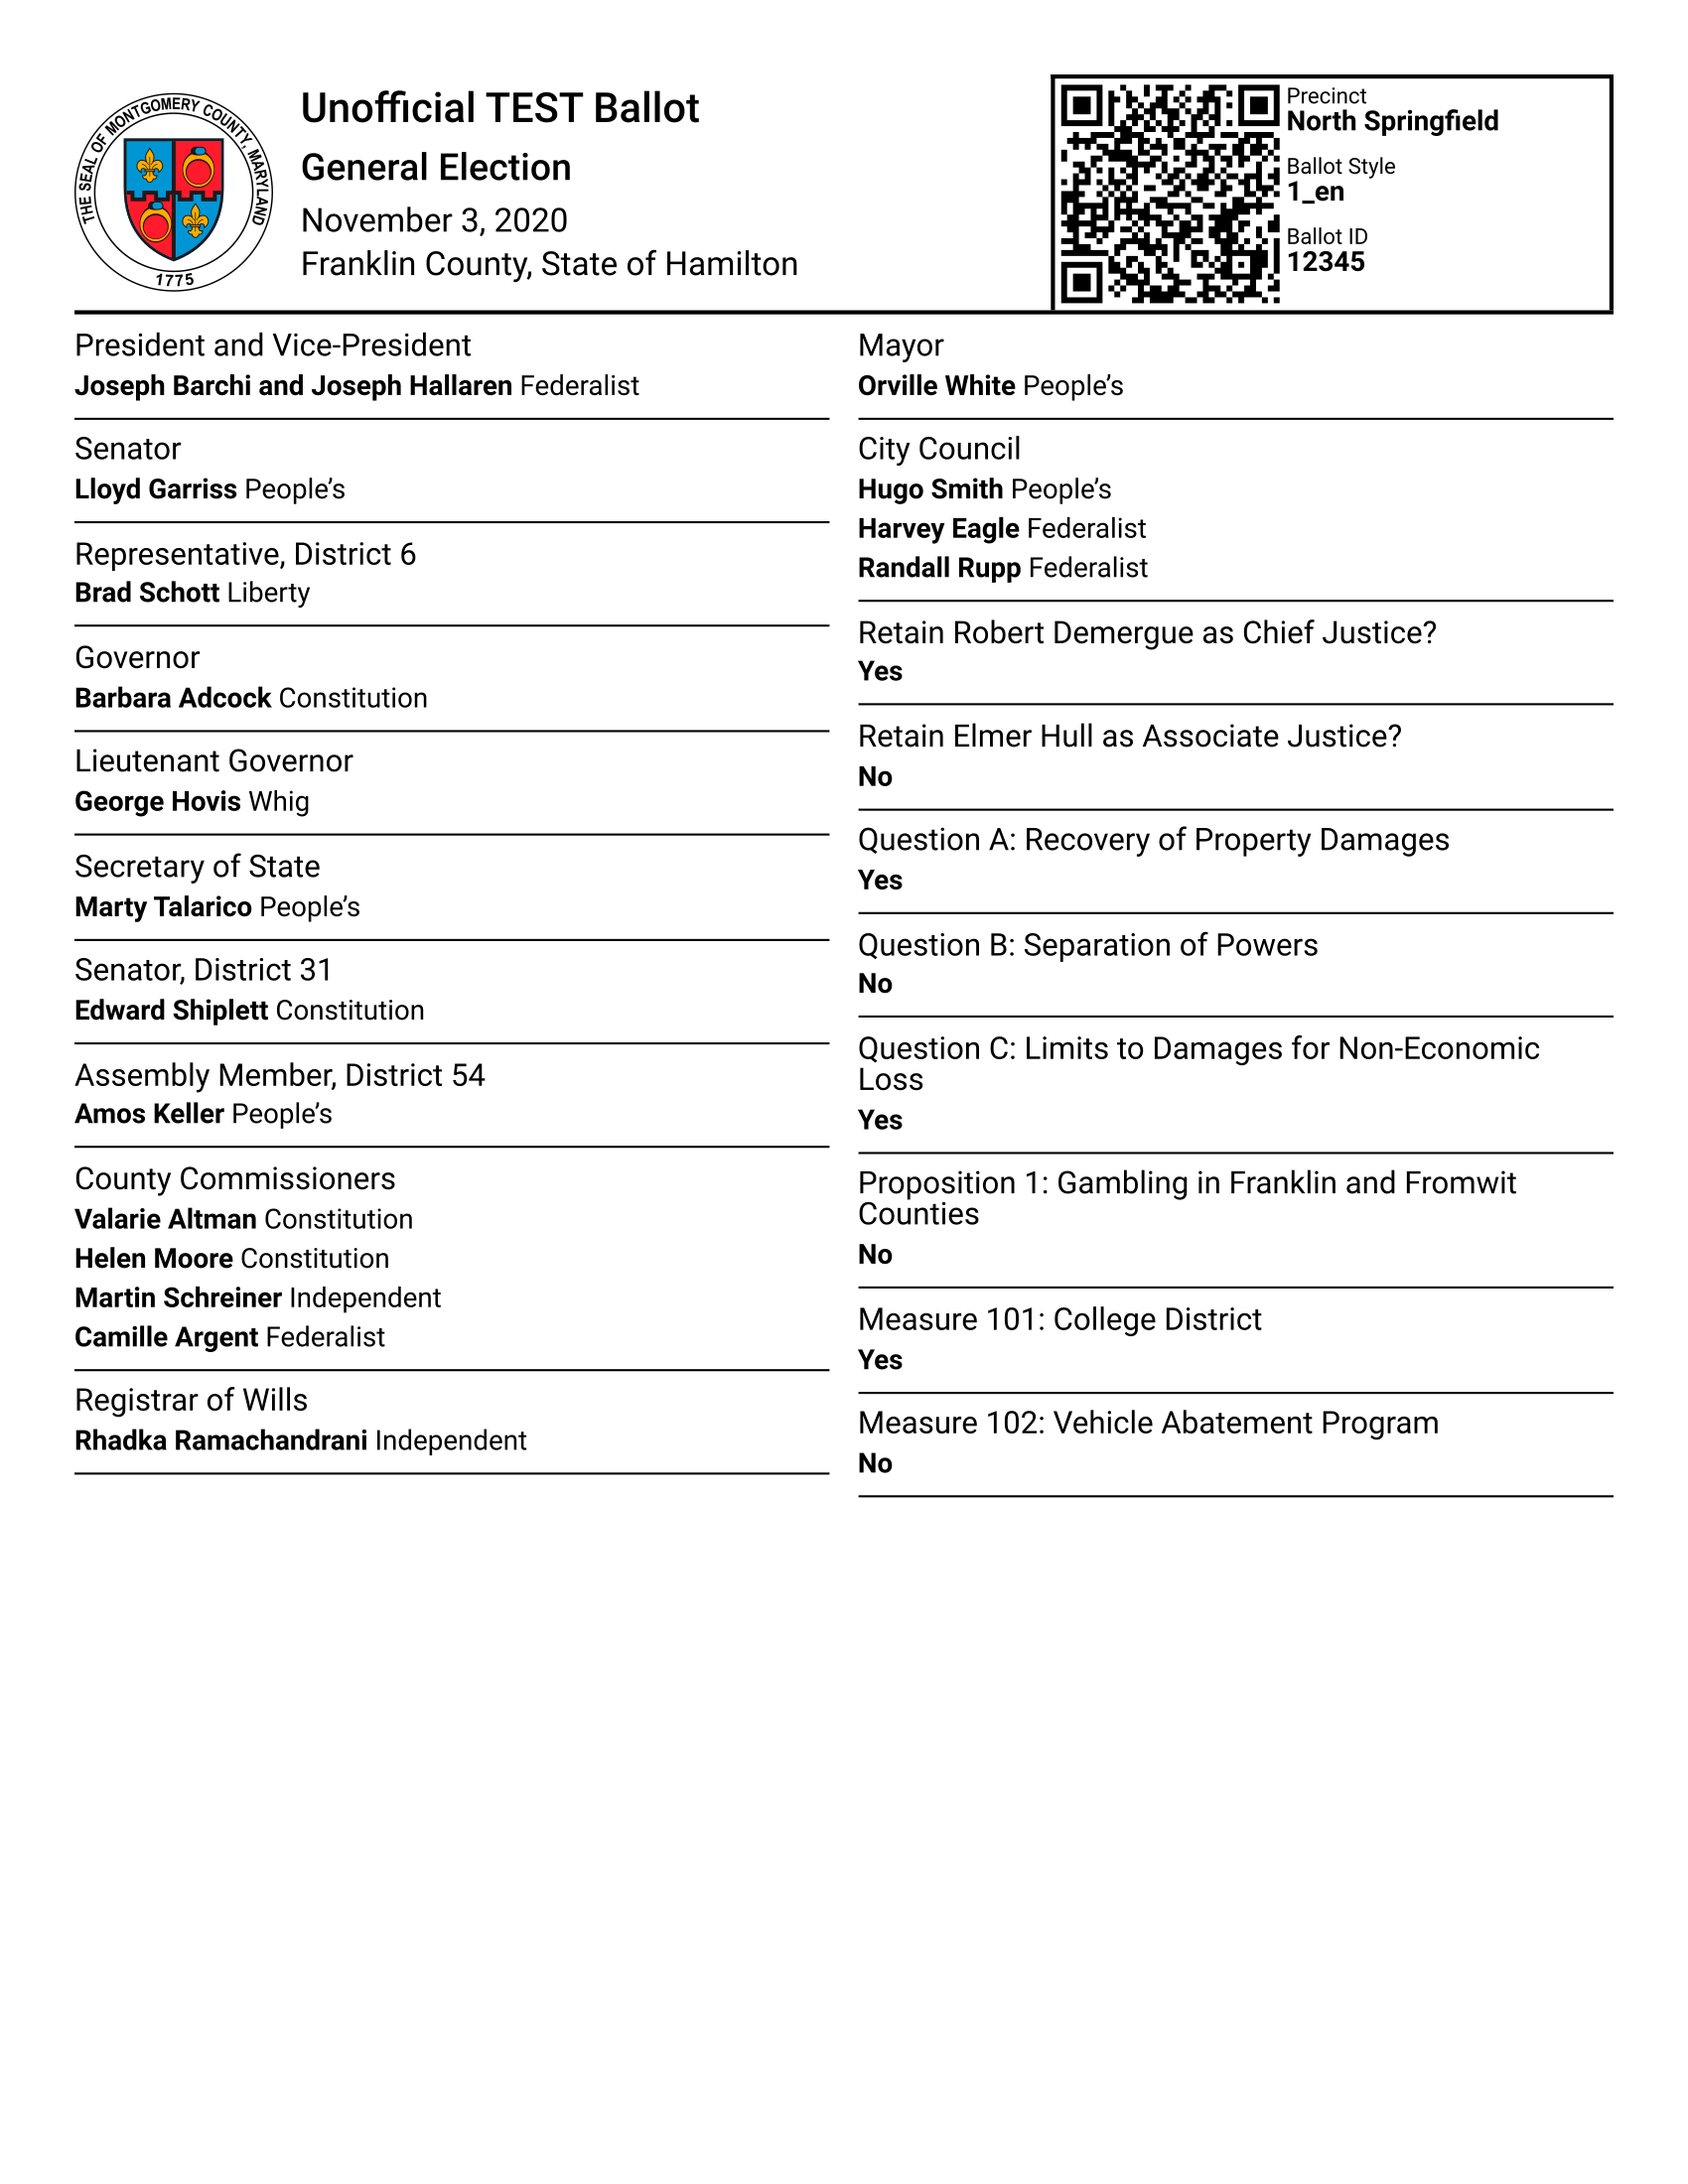 THE SEAL OF MONTGOMERY COUNTY, MARYLAND
1775
Unofficial TEST Ballot
General Election
November 3, 2020
Franklin County, State of Hamilton
Precinct
North Springfield
Ballot Style
1_en
Ballot ID
12345
President and Vice-President
Joseph Barchi and Joseph Hallaren Federalist
Senator
Lloyd Garriss People’s
Representative, District 6
Brad Schott Liberty
Governor
Barbara Adcock Constitution
Lieutenant Governor
George Hovis Whig
Secretary of State
Marty Talarico People’s
Senator, District 31
Edward Shiplett Constitution
Assembly Member, District 54
Amos Keller People’s
County Commissioners
Valarie Altman Constitution
Helen Moore Constitution
Martin Schreiner Independent
Camille Argent Federalist
Registrar of Wills
Rhadka Ramachandrani Independent
Mayor
Orville White People’s
City Council
Hugo Smith People’s
Harvey Eagle Federalist
Randall Rupp Federalist
Retain Robert Demergue as Chief Justice?
Yes
Retain Elmer Hull as Associate Justice?
No
Question A: Recovery of Property Damages
Yes
Question B: Separation of Powers
No
Question C: Limits to Damages for Non-Economic
Loss
Yes
Proposition 1: Gambling in Franklin and Fromwit
Counties
No
Measure 101: College District
Yes
Measure 102: Vehicle Abatement Program
No